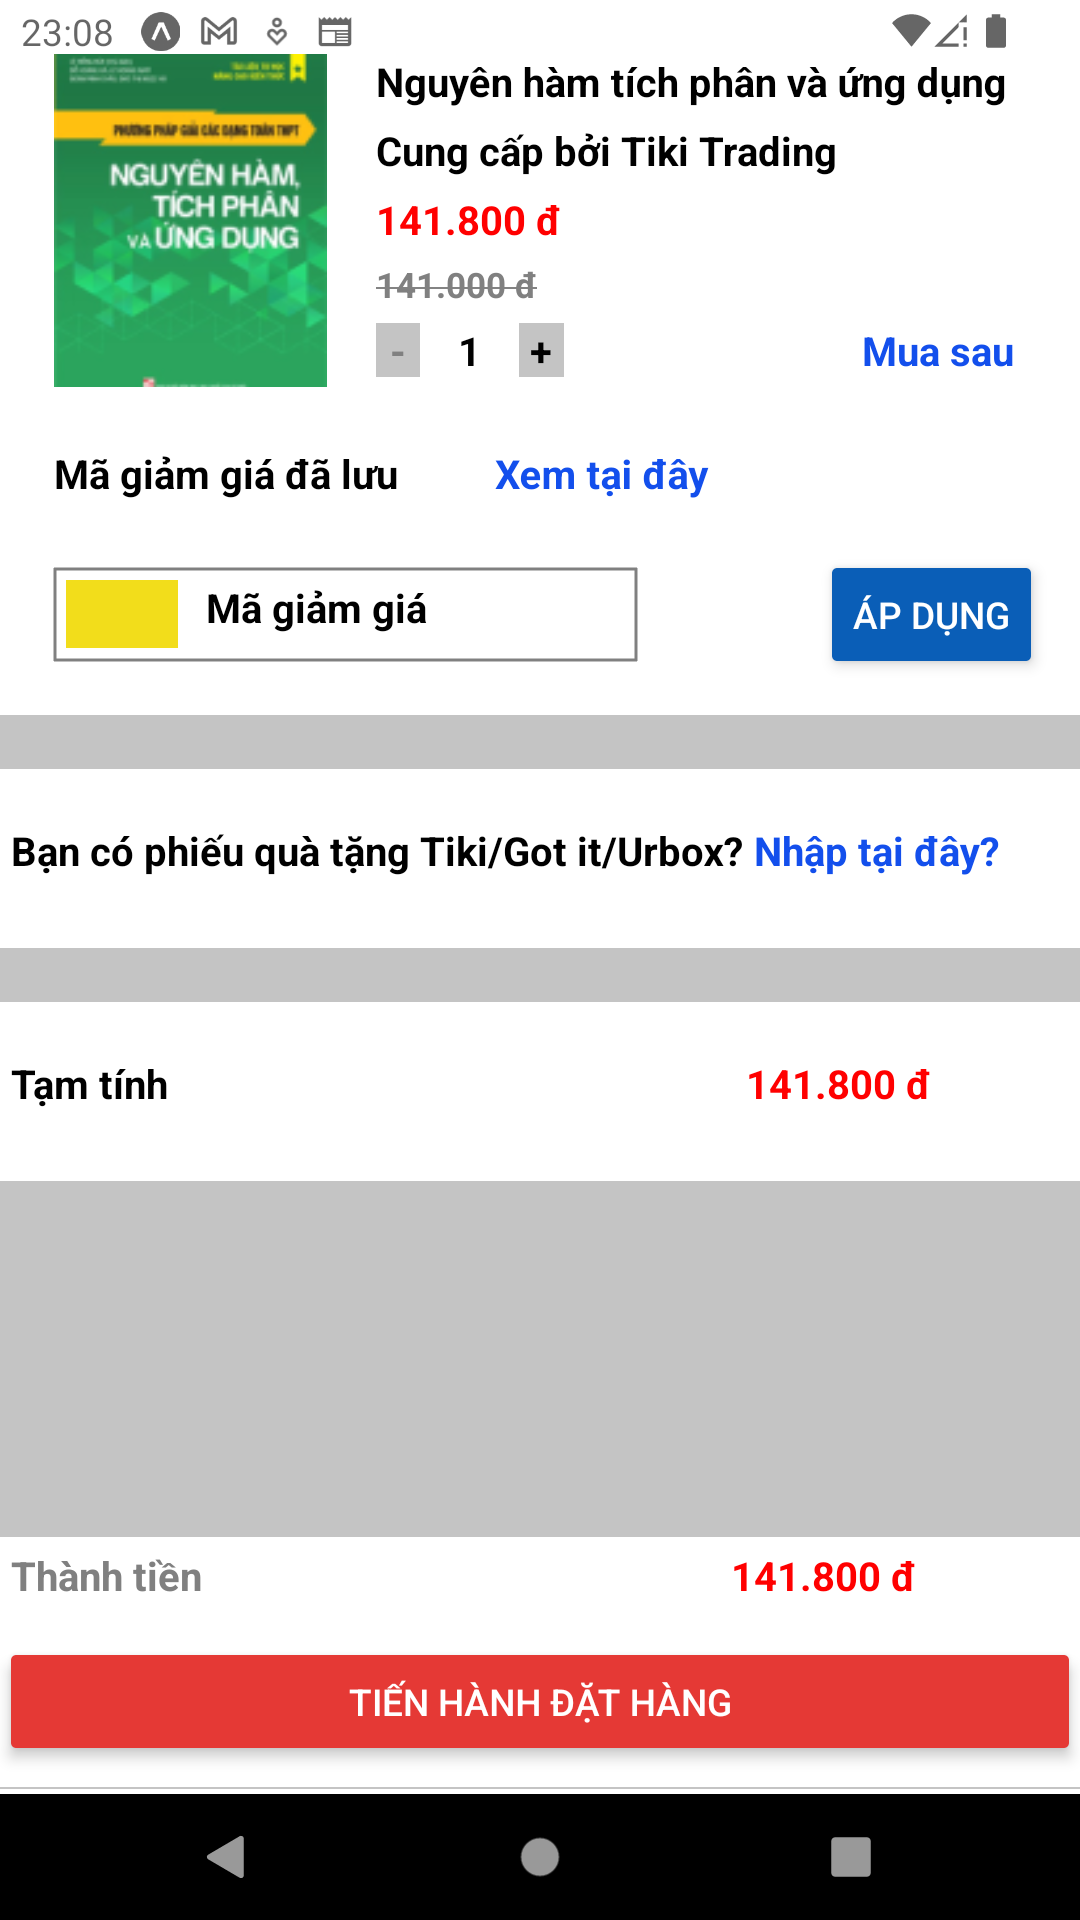 23:08
PHƯƠNG PHÁP GIẢI CÁC DẠNG TOÁN THPT
NGUYÊN HÀM,
TÍCH PHÂN
VÀ ỨNG DỤNG
Nguyên hàm tích phân và ứng dụng
Cung cấp bởi Tiki Trading
141.800 đ
141.000 đ
- 1 +
Mua sau
Mã giảm giá đã lưu Xem tại đây
Mã giảm giá
ÁP DỤNG
Bạn có phiếu quà tặng Tiki/Got it/Urbox? Nhập tại đây?
Tạm tính 141.800 đ
Thành tiền 141.800 đ
TIẾN HÀNH ĐẶT HÀNG